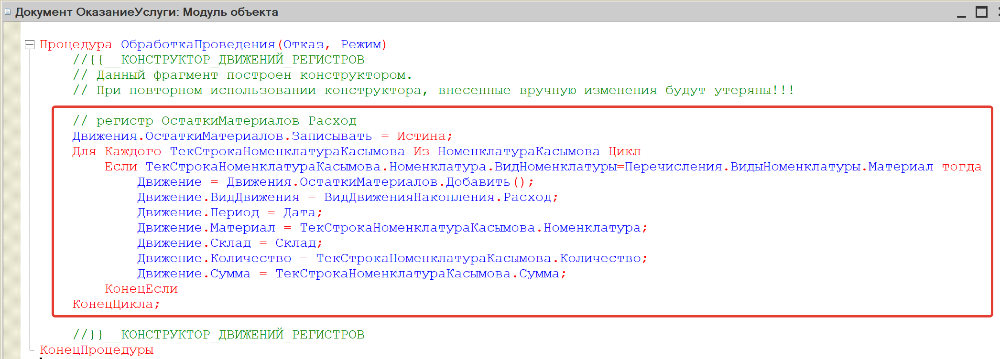 Документ ОказаниеУслуги: Модуль объекта
Процедура ОбработкаПроведения(Отказ, Режим)
//{{__КОНСТРУКТОР_ДВИЖЕНИЙ_РЕГИСТРОВ
// Данный фрагмент построен конструктором.
// При повторном использовании конструктора, внесенные вручную изменения будут утеряны!!!
// регистр ОстаткиМатериалов Расход
Движения.ОстаткиМатериалов.Записывать = Истина;
Для Каждого ТекСтрокаНоменклатураКасымова Из НоменклатураКасымова Цикл
Если ТекСтрокаНоменклатураКасымова.Номенклатура.ВидНоменклатуры=Перечисления.ВидыНоменклатуры.Материал тогда
Движение = Движения.ОстаткиМатериалов.Добавить();
Движение.ВидДвижения = ВидДвиженияНакопления.Расход;
Движение.Период = Дата;
Движение.Материал = ТекСтрокаНоменклатураКасымова.Номенклатура;
Движение.Склад = Склад;
Движение.Количество = ТекСтрокаНоменклатураКасымова.Количество;
Движение.Сумма = ТекСтрокаНоменклатураКасымова.Сумма;
КонецЕсли
КонецЦикла;
//}}__КОНСТРУКТОР_ДВИЖЕНИЙ_РЕГИСТРОВ
КонецПроцедуры